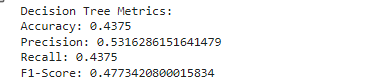 Decision Tree Metrics:
Accuracy: 0.4375
Precision: 0.5316286151641479
Recall: 0.4375
F1-Score: 0.4773420800015834